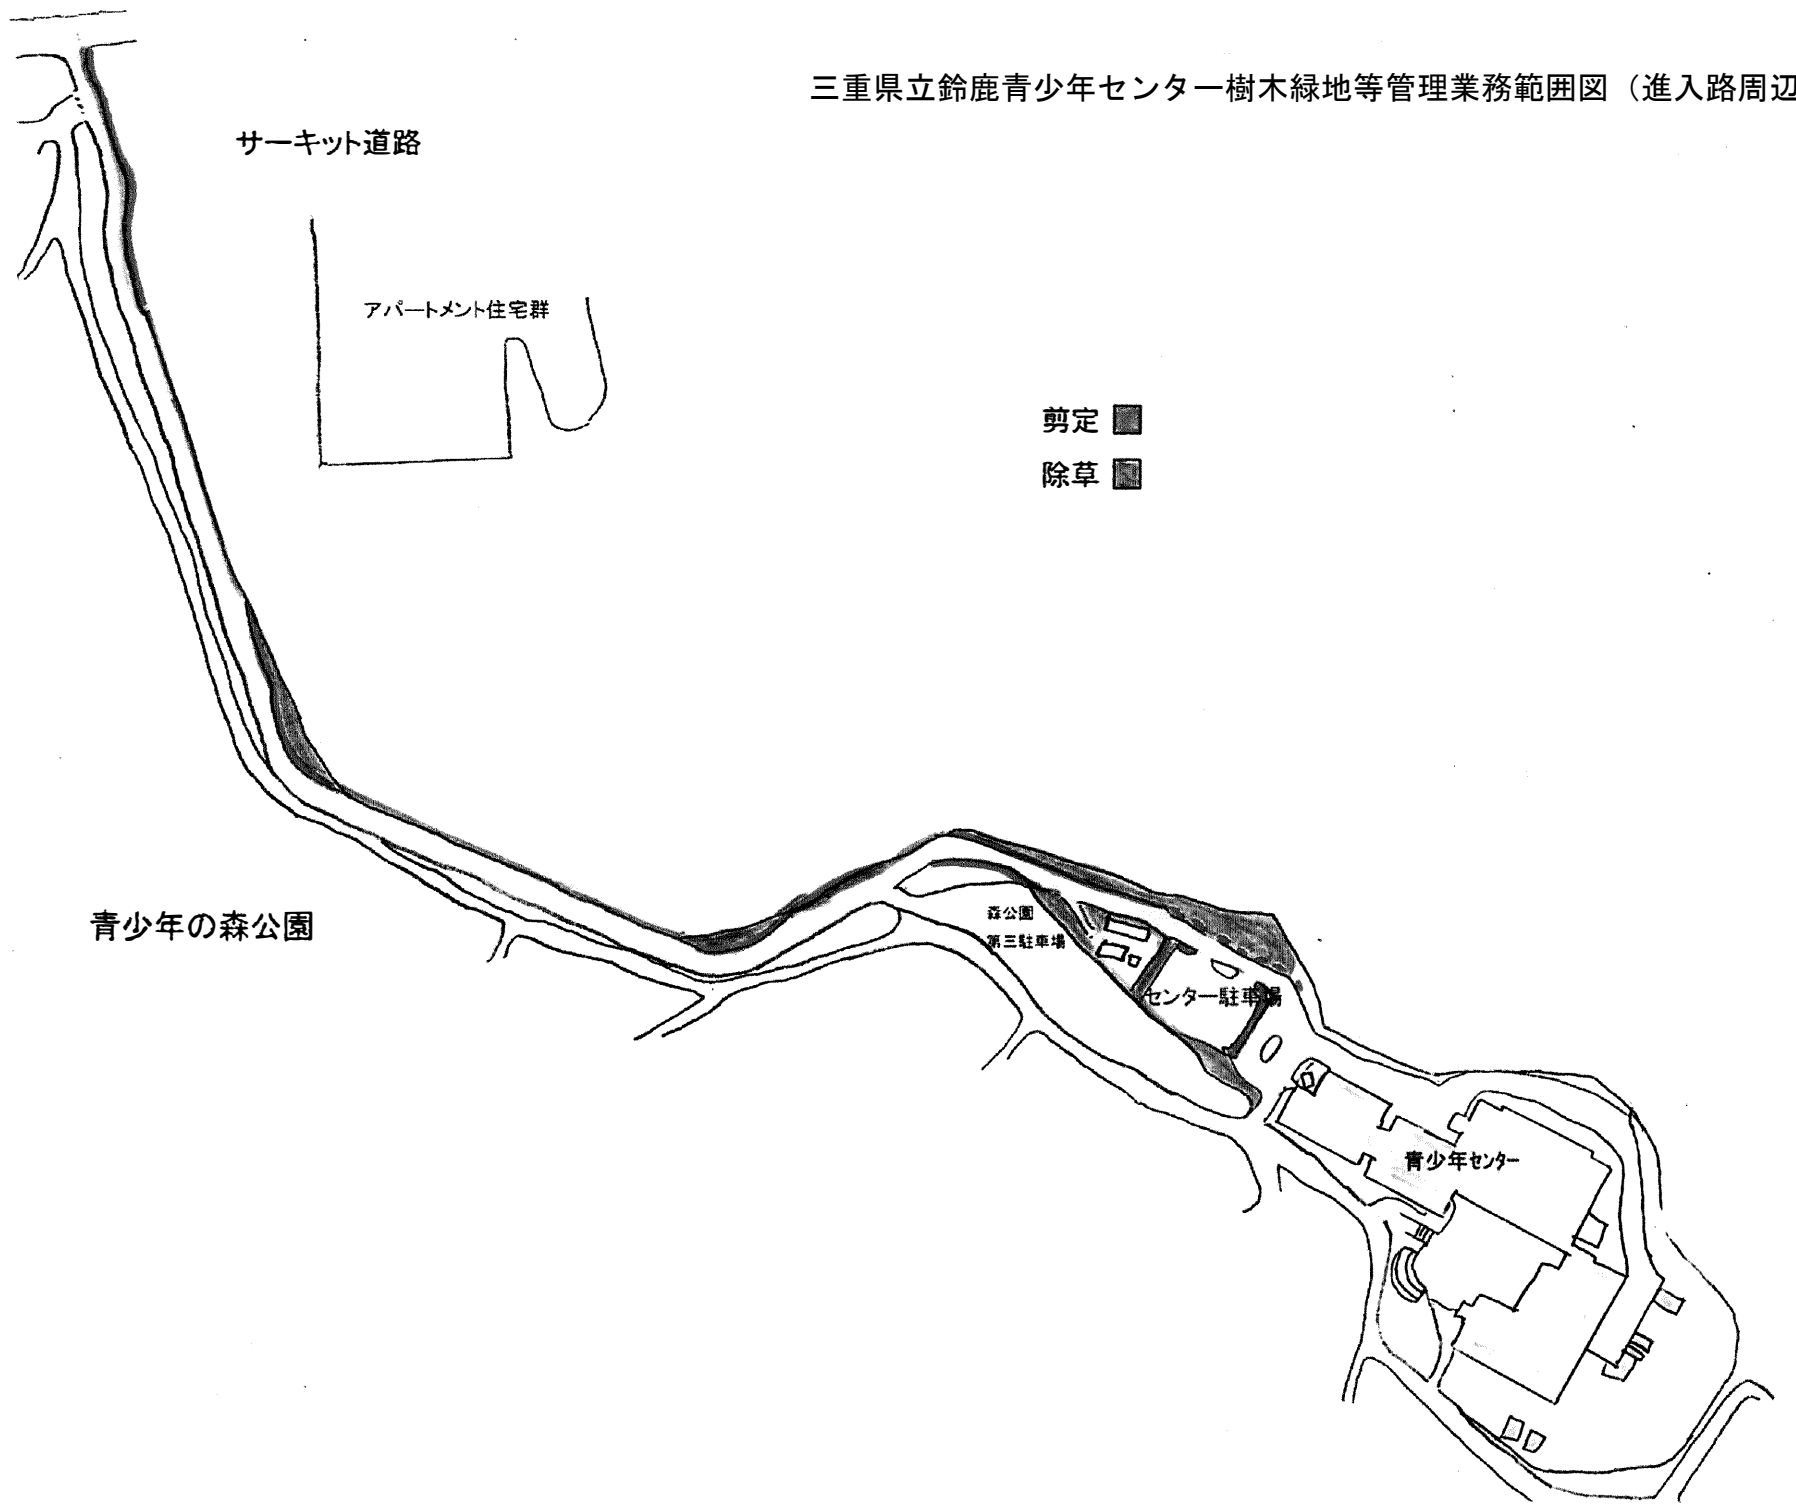 三重県立鈴鹿青少年センター樹木緑地等管理業務範囲図（進入路周辺
サーキット道路
アパートメント住宅群
剪定
除草
青少年の森公園
森公園
第三駐車場
センター駐車場
青少年センター